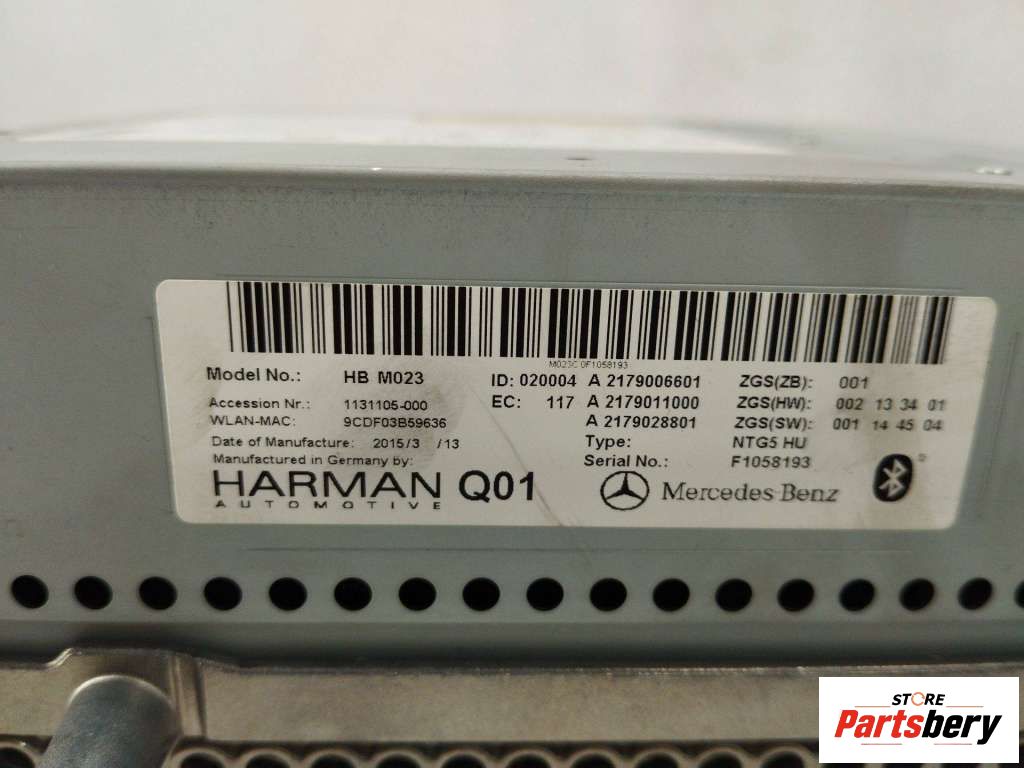 M023C 0F1058193
Model No.: HB M023 ID: 020004 A 2179006601 ZGS(ZB): 001
Accession Nr.: 1131105-000 EC: 117 A 2179011000 ZGS(HW): 002 13 34 01
WLAN-MAC: 9CDF03B59636 A 2179028801 ZGS(SW): 001 14 45 04
Date of Manufacture: 2015/3 /13 Type: NTG5 HU
Manufactured in Germany by: Serial No.: F1058193
HARMAN Q01 Mercedes-Benz
AUTOMOTIVE
STORE
Partsbery